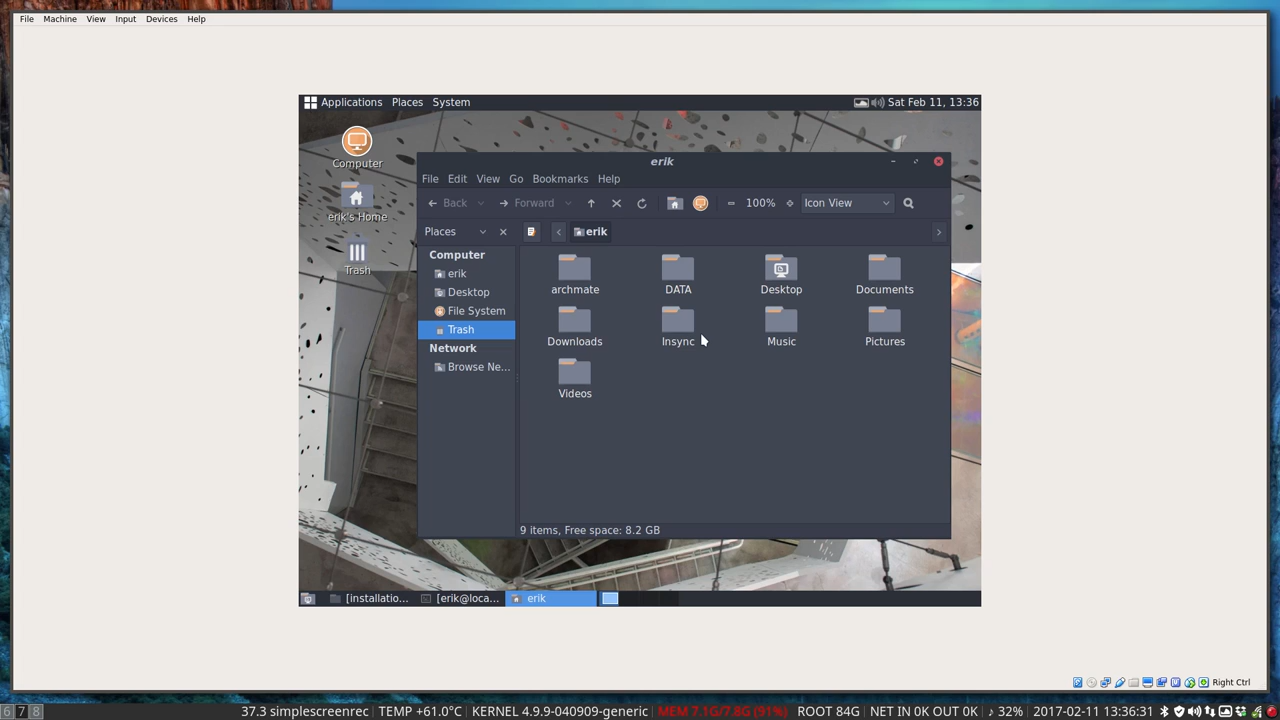 File Machine View Input Devices Help
Applications Places System Sat Feb 11, 13:36
Computer
erik's Home
Trash
erik
File Edit View Go Bookmarks Help
Back Forward 100% Icon View
Places erik
Computer
erik
Desktop
File System
Trash
Network
Browse Ne...
archmate DATA Desktop Documents
Downloads Insync Music Pictures
Videos
9 items, Free space: 8.2 GB
[installatio... [erik@loca... erik
Right Ctrl
6 7 8 37.3 simplescreenrec TEMP +61.0°C KERNEL 4.9.9-040909-generic MEM 7.1G/7.8G (91%) ROOT 84G NET IN 0K OUT 0K ♪ 32% 2017-02-11 13:36:31